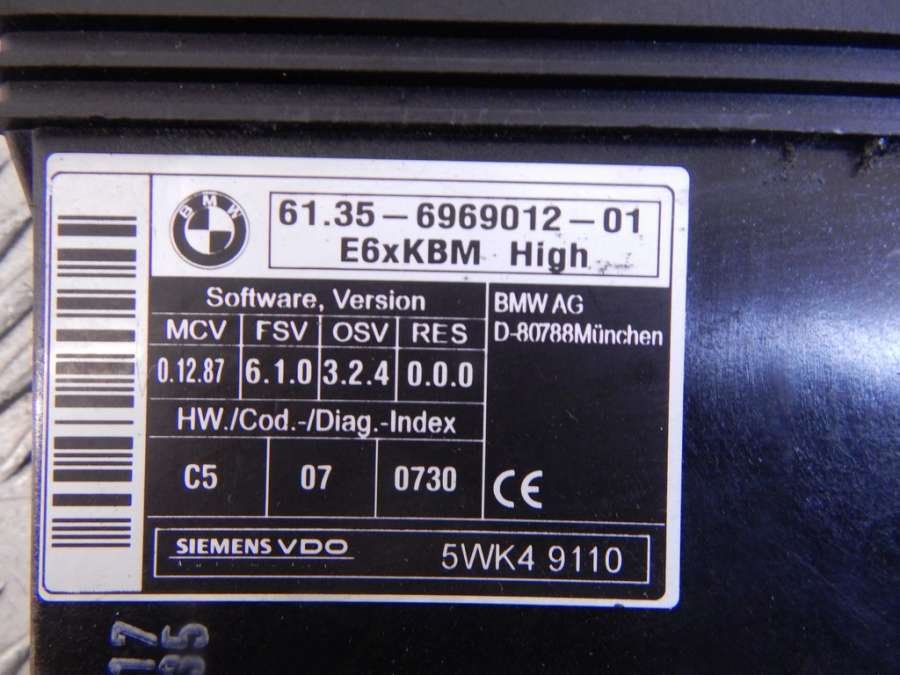 BMW
61.35-6969012-01
E6xKBM High
Software, Version
MCV FSV OSV RES
0.12.87 6.1.0 3.2.4 0.0.0
HW./Cod.-/Diag.-Index
C5 07 0730
BMW AG
D-80788München
CE
SIEMENS VDO
5WK4 9110
17
35